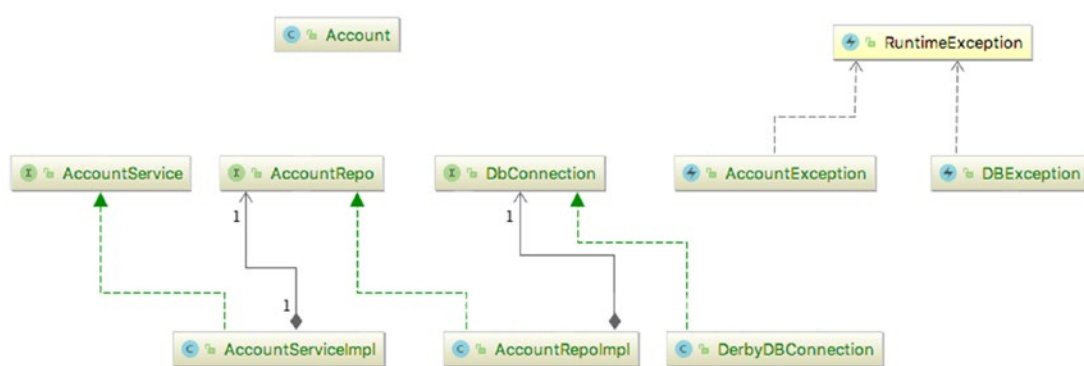 Account
RuntimeException
AccountService
AccountRepo
DbConnection
AccountException
DBException
1
1
1
AccountServiceImpl
AccountRepoImpl
DerbyDBConnection